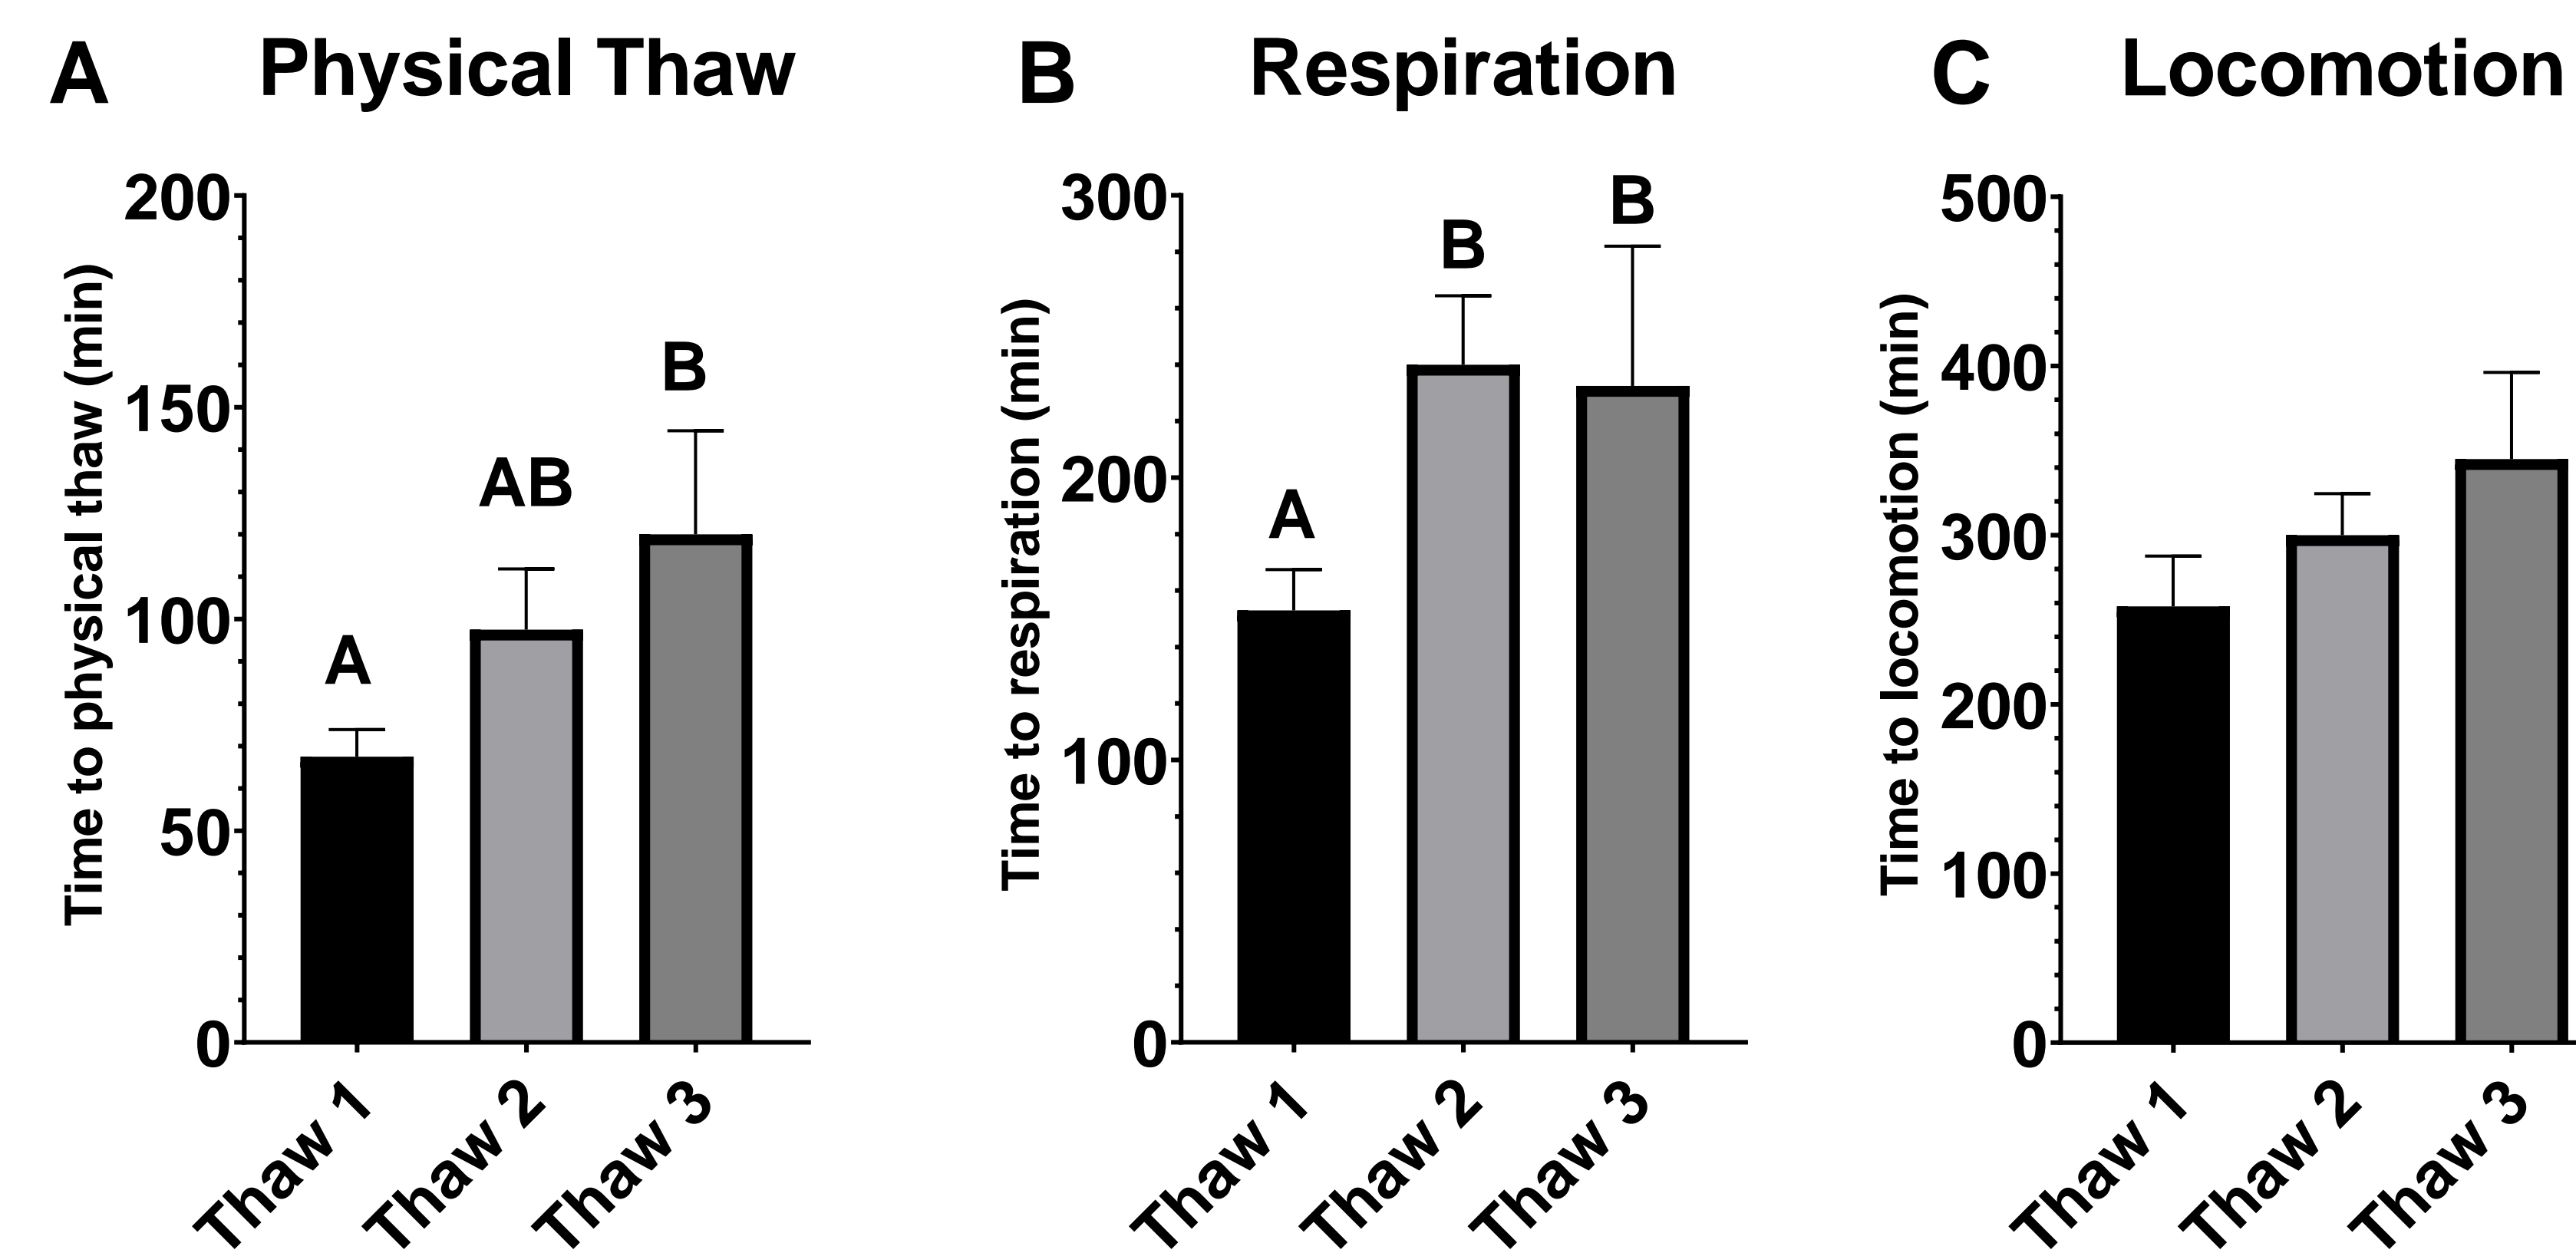 A Physical Thaw
Time to physical thaw (min)
200
150
100
50
0
A
AB
B
Thaw 1
Thaw 2
Thaw 3
B Respiration
Time to respiration (min)
300
200
100
0
A
B
B
Thaw 1
Thaw 2
Thaw 3
C Locomotion
Time to locomotion (min)
500
400
300
200
100
0
Thaw 1
Thaw 2
Thaw 3